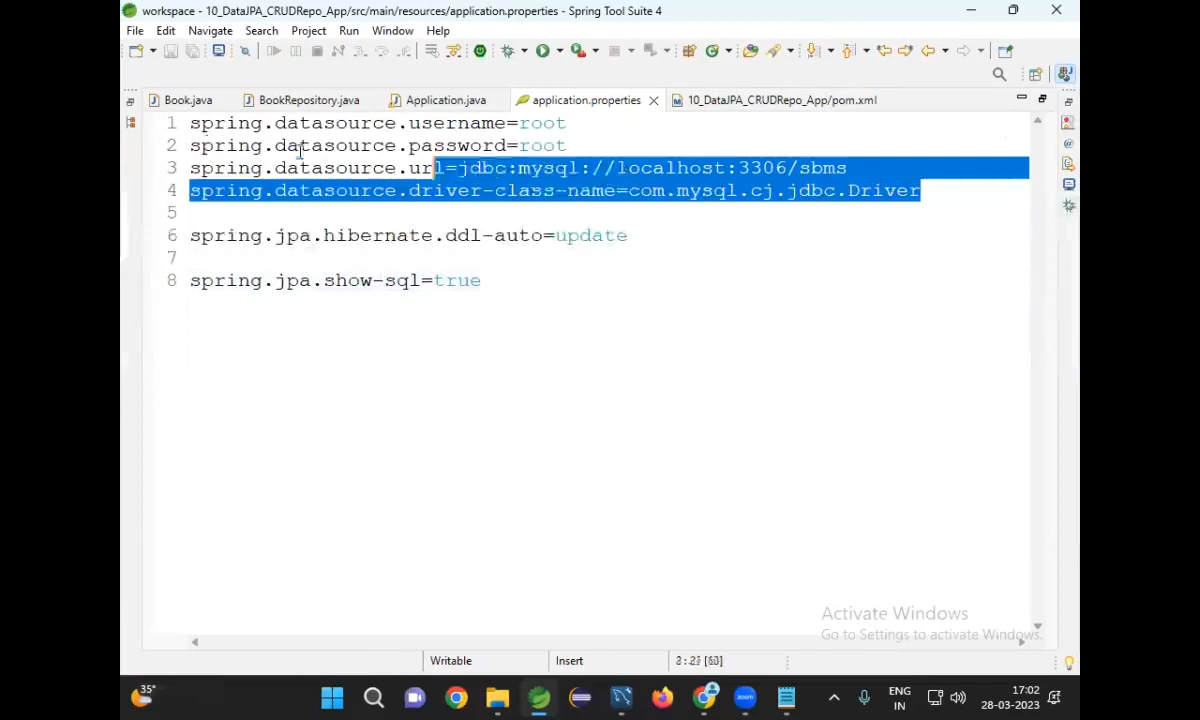 workspace - 10_DataJPA_CRUDRepo_App/src/main/resources/application.properties - Spring Tool Suite 4
File Edit Navigate Search Project Run Window Help
Book.java BookRepository.java Application.java application.properties 10_DataJPA_CRUDRepo_App/pom.xml
1 spring.datasource.username=root
2 spring.datasource.password=root
3 spring.datasource.url=jdbc:mysql://localhost:3306/sbms
4 spring.datasource.driver-class-name=com.mysql.cj.jdbc.Driver
5
6 spring.jpa.hibernate.ddl-auto=update
7
8 spring.jpa.show-sql=true
Activate Windows
Go to Settings to activate Windows.
Writable Insert
35°
zoom
ENG
IN
17:02
28-03-2023